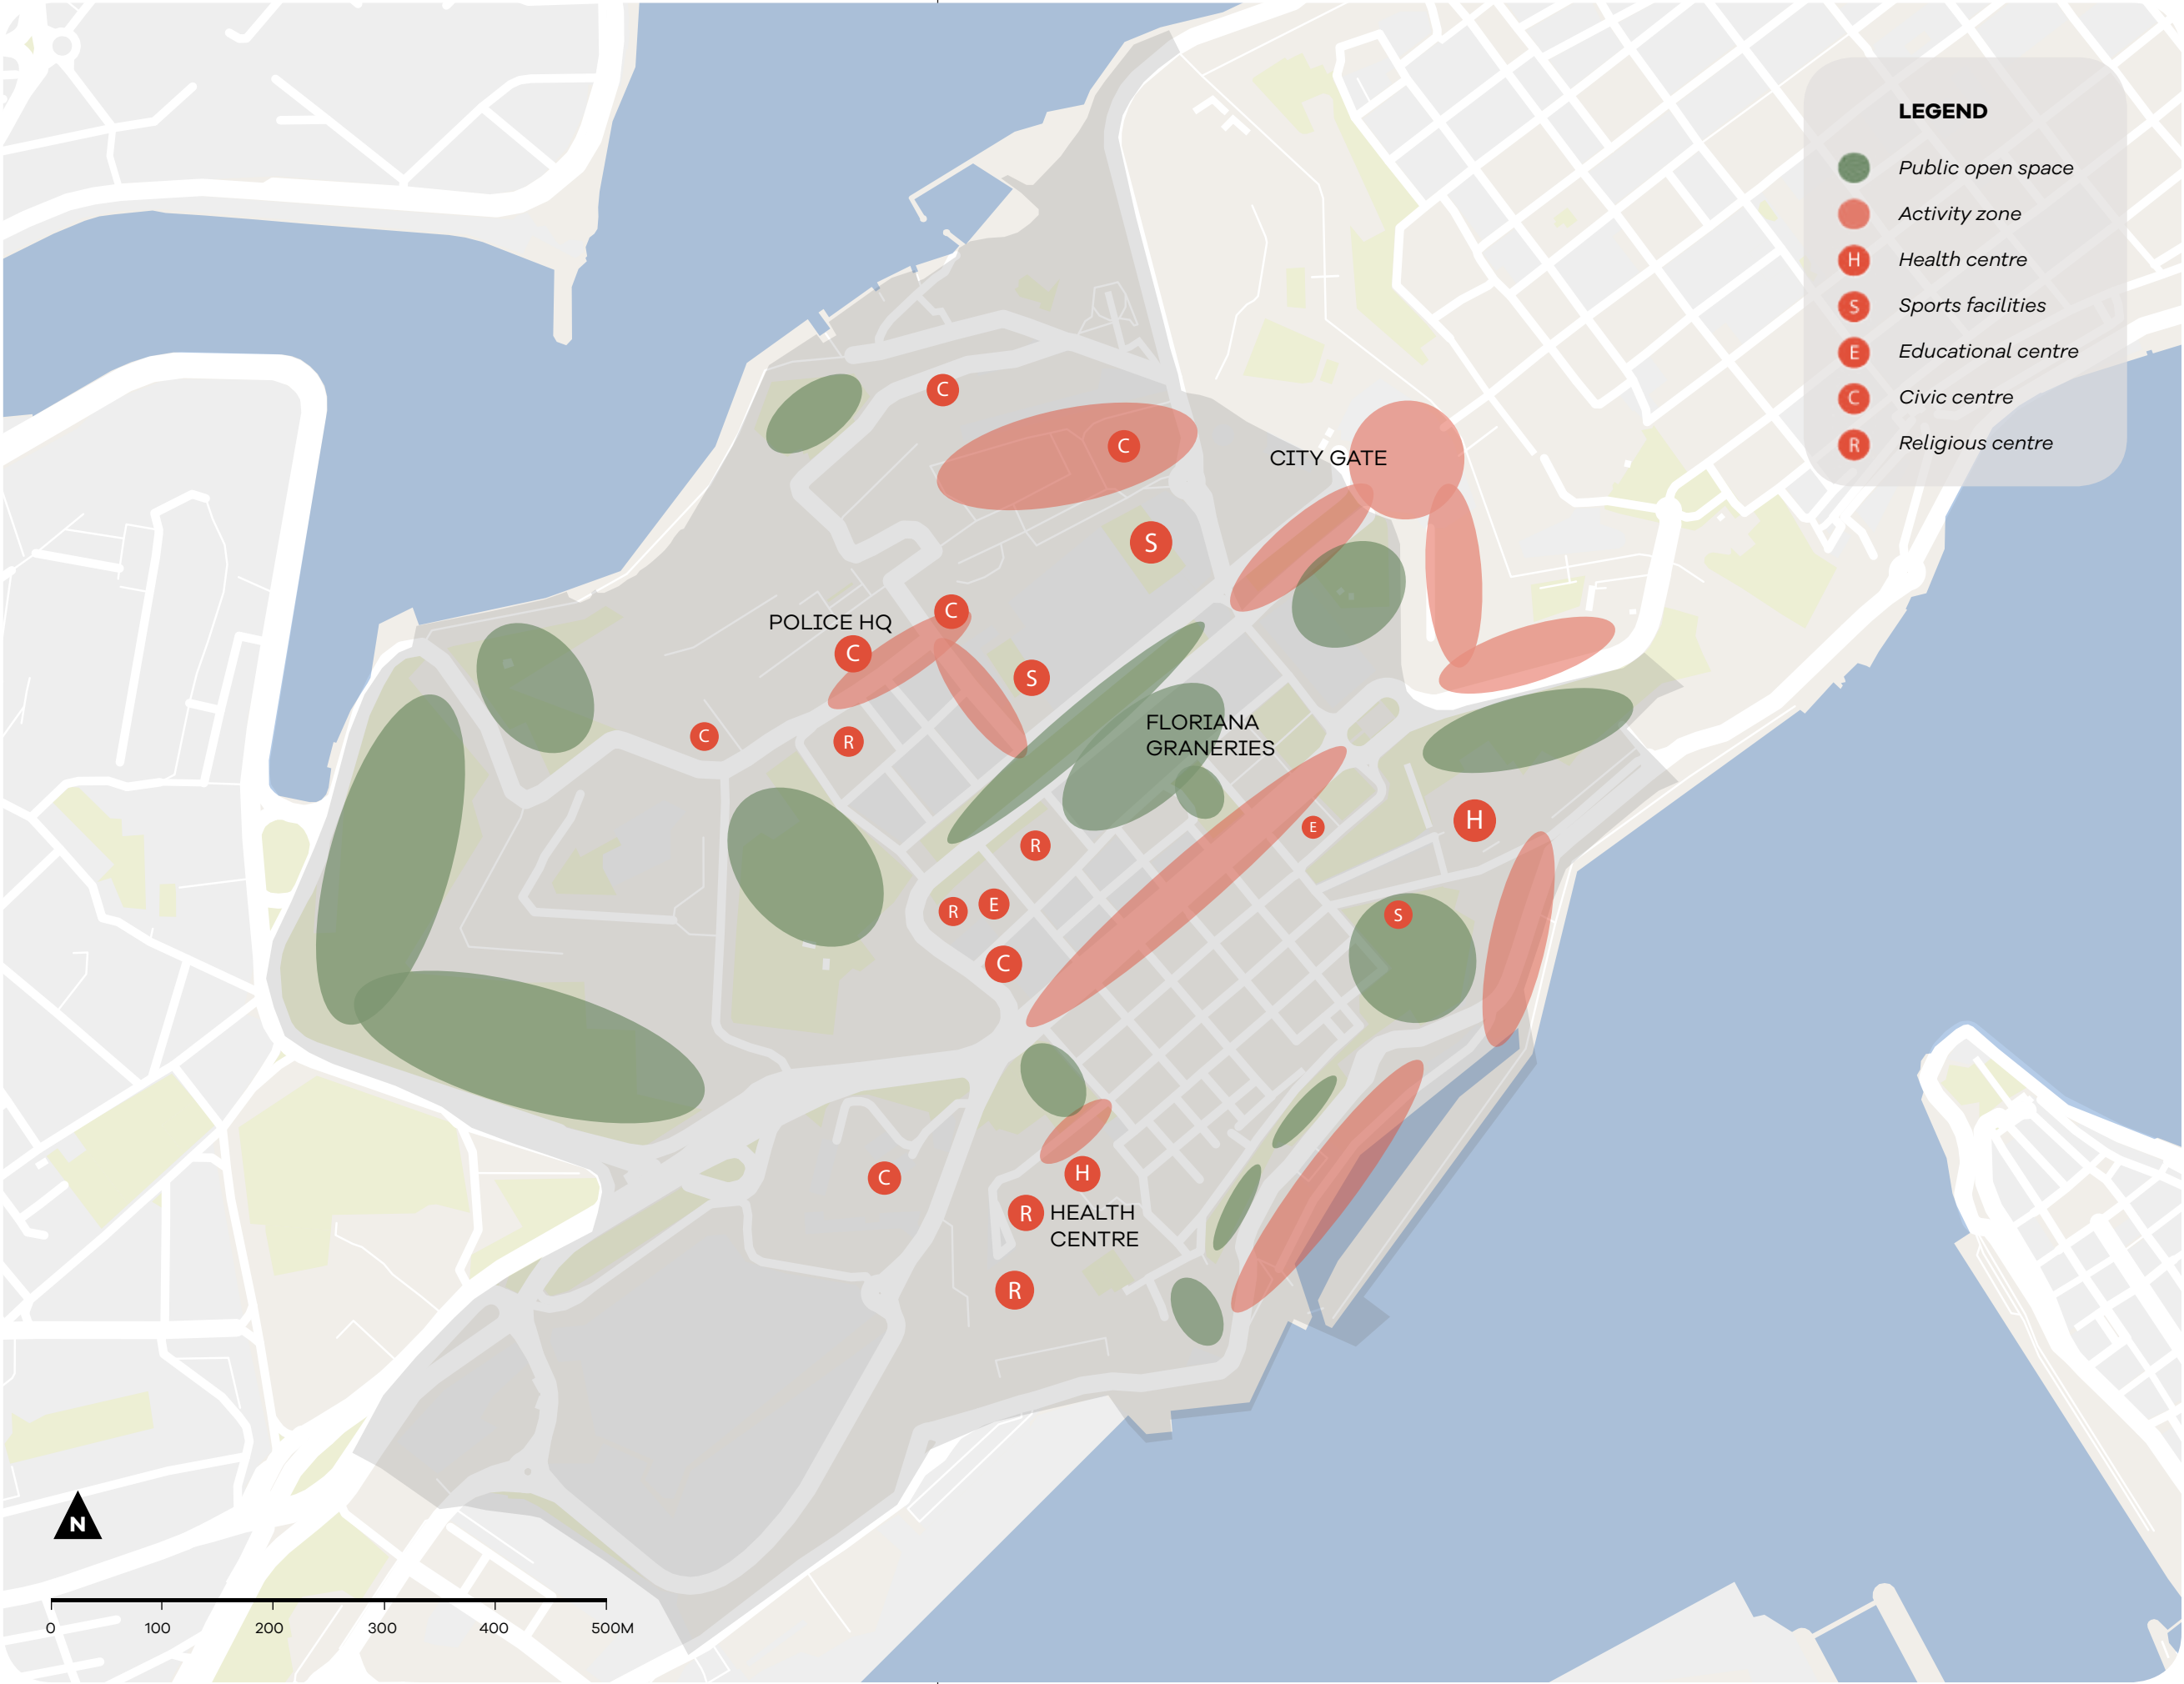 LEGEND
Public open space
Activity zone
H Health centre
S Sports facilities
E Educational centre
C Civic centre
R Religious centre
C
C
CITY GATE
S
C
POLICE HQ
C
S
C
R
FLORIANA
GRANERIES
H
E
R
E
R
S
C
H
C
R
HEALTH
CENTRE
R
N
0 100 200 300 400 500M